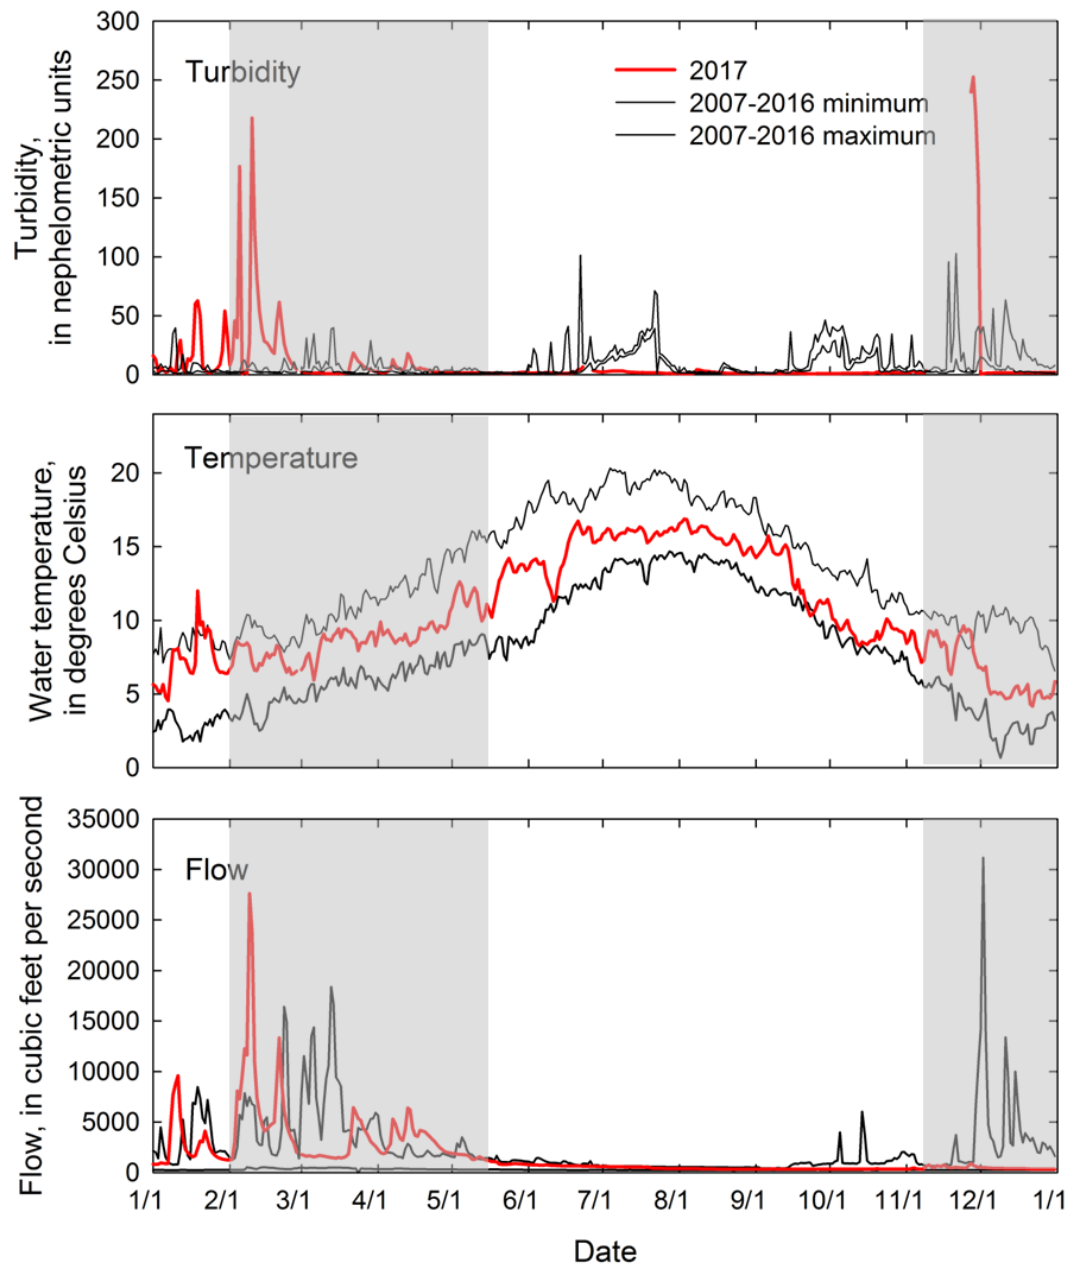 Turbidity,
in nephelometric units
300
250
200
150
100
50
0
Turbidity
2017
2007-2016 minimum
2007-2016 maximum
Water temperature,
in degrees Celsius
20
15
10
5
0
Temperature
Flow, in cubic feet per second
35000
30000
25000
20000
15000
10000
5000
0
Flow
1/1 2/1 3/1 4/1 5/1 6/1 7/1 8/1 9/1 10/1 11/1 12/1 1/1
Date